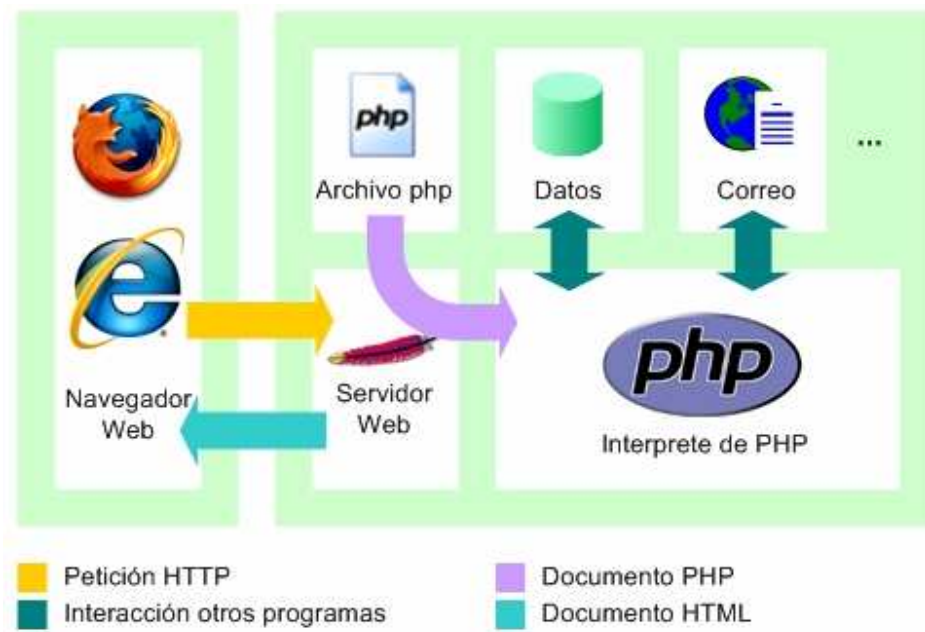 php
Archivo php
Datos
Correo
...
Navegador
Web
Servidor
Web
php
Interprete de PHP
Petición HTTP
Interacción otros programas
Documento PHP
Documento HTML